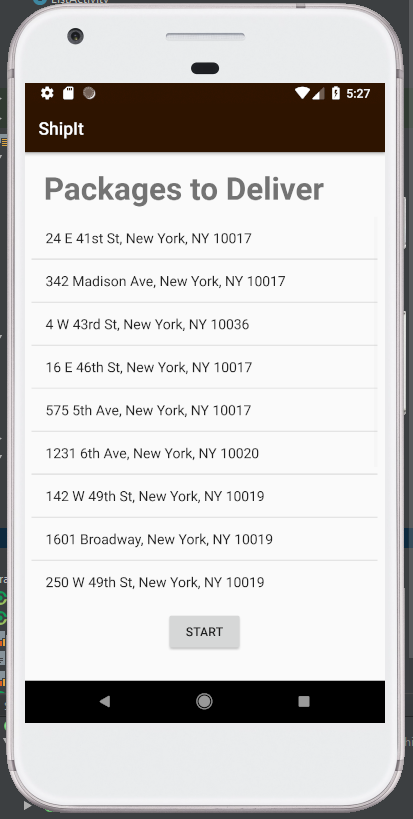 ListActivity
5:27
ShipIt
Packages to Deliver
24 E 41st St, New York, NY 10017
342 Madison Ave, New York, NY 10017
4 W 43rd St, New York, NY 10036
16 E 46th St, New York, NY 10017
575 5th Ave, New York, NY 10017
1231 6th Ave, New York, NY 10020
142 W 49th St, New York, NY 10019
1601 Broadway, New York, NY 10019
250 W 49th St, New York, NY 10019
START